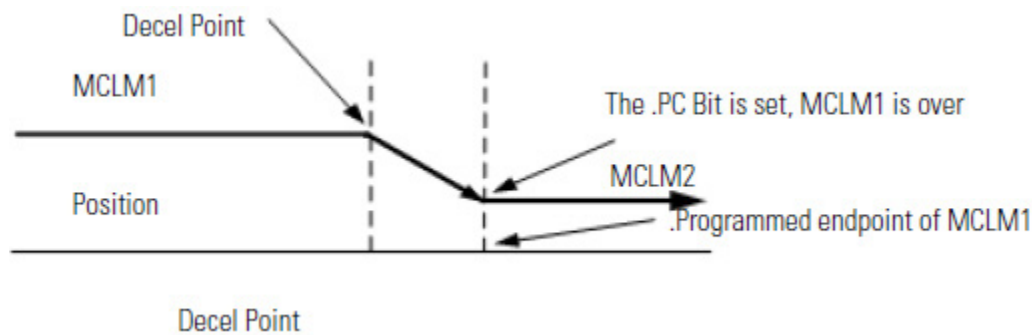 Decel Point
MCLM1
The .PC Bit is set, MCLM1 is over
MCLM2
Position
.Programmed endpoint of MCLM1
Decel Point